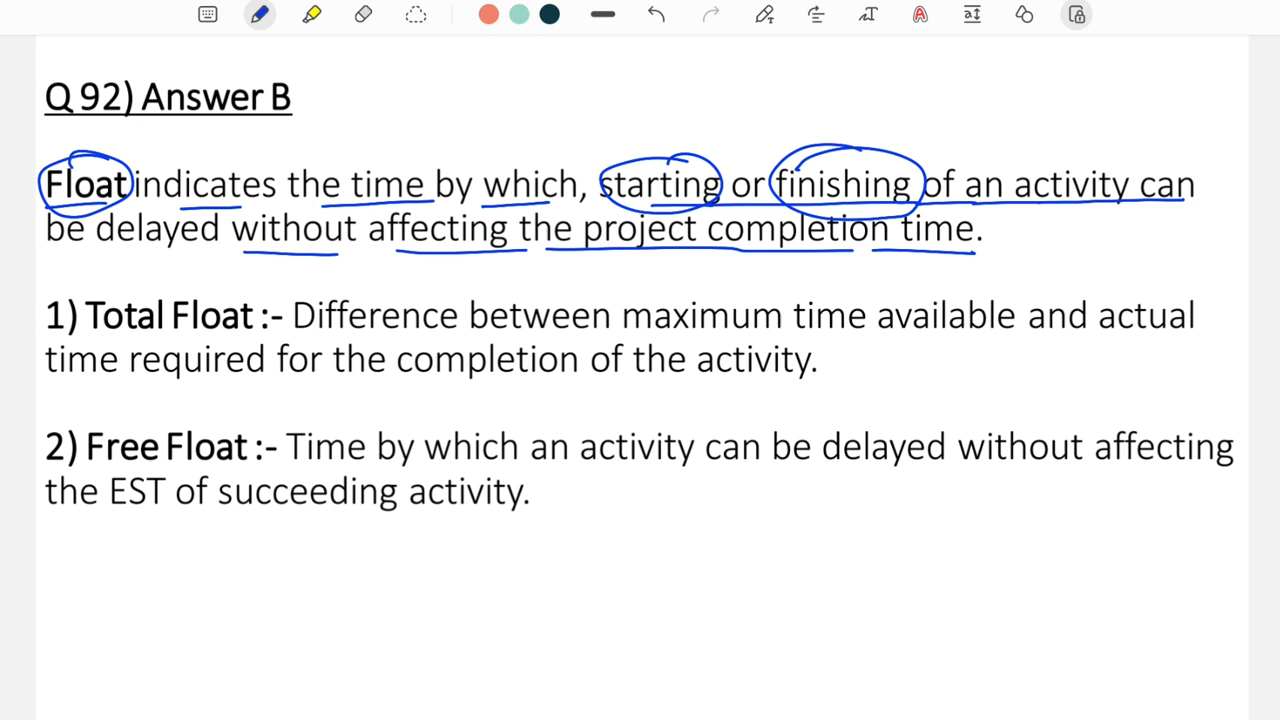 Q 92) Answer B
Float indicates the time by which, starting or finishing of an activity can
be delayed without affecting the project completion time.
1) Total Float :- Difference between maximum time available and actual
time required for the completion of the activity.
2) Free Float :- Time by which an activity can be delayed without affecting
the EST of succeeding activity.